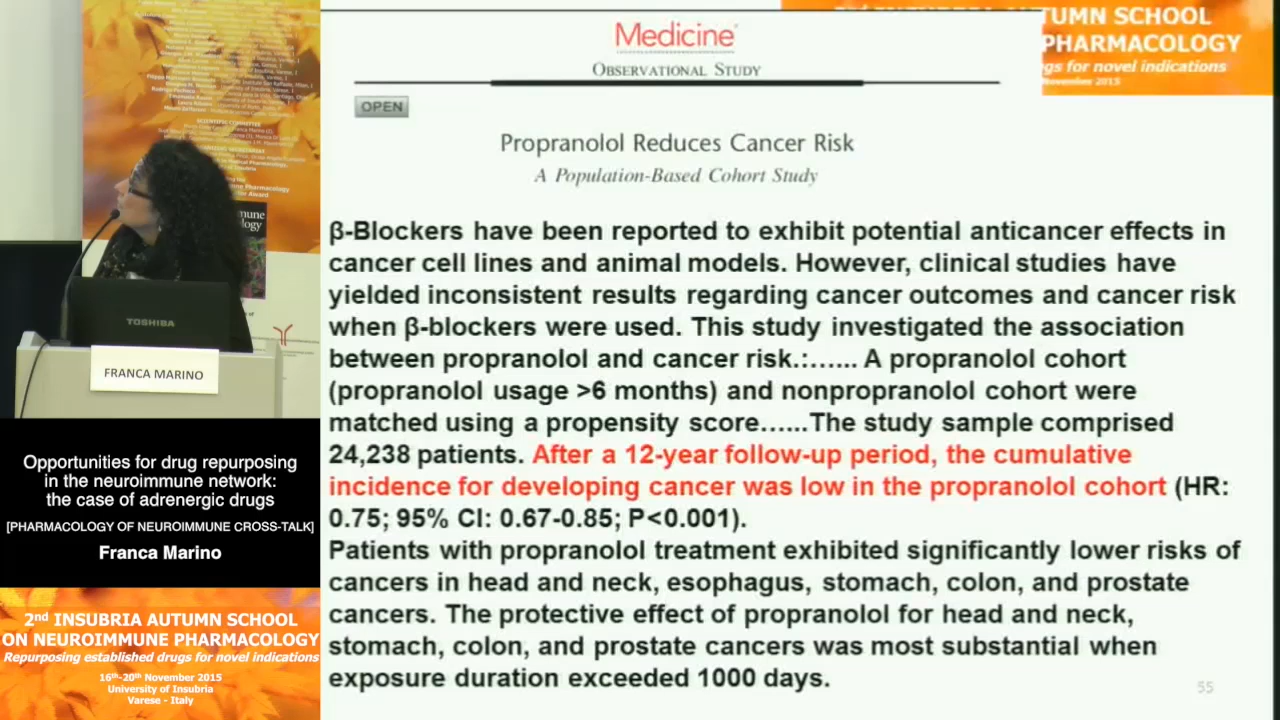 Medicine
OBSERVATIONAL STUDY
OPEN
Propranolol Reduces Cancer Risk
A Population-Based Cohort Study
β-Blockers have been reported to exhibit potential anticancer effects in
cancer cell lines and animal models. However, clinical studies have
yielded inconsistent results regarding cancer outcomes and cancer risk
when β-blockers were used. This study investigated the association
between propranolol and cancer risk.:…... A propranolol cohort
(propranolol usage >6 months) and nonpropranolol cohort were
matched using a propensity score…...The study sample comprised
24,238 patients. After a 12-year follow-up period, the cumulative
incidence for developing cancer was low in the propranolol cohort (HR:
0.75; 95% CI: 0.67-0.85; P<0.001).
Patients with propranolol treatment exhibited significantly lower risks of
cancers in head and neck, esophagus, stomach, colon, and prostate
cancers. The protective effect of propranolol for head and neck,
stomach, colon, and prostate cancers was most substantial when
exposure duration exceeded 1000 days.
55
AUTUMN SCHOOL
PHARMACOLOGY
for novel indications
November 2015
TOSHIBA
FRANCA MARINO
Opportunities for drug repurposing
in the neuroimmune network:
the case of adrenergic drugs
[PHARMACOLOGY OF NEUROIMMUNE CROSS-TALK]
Franca Marino
2nd INSUBRIA AUTUMN SCHOOL
ON NEUROIMMUNE PHARMACOLOGY
Repurposing established drugs for novel indications
16th-20th November 2015
University of Insubria
Varese - Italy